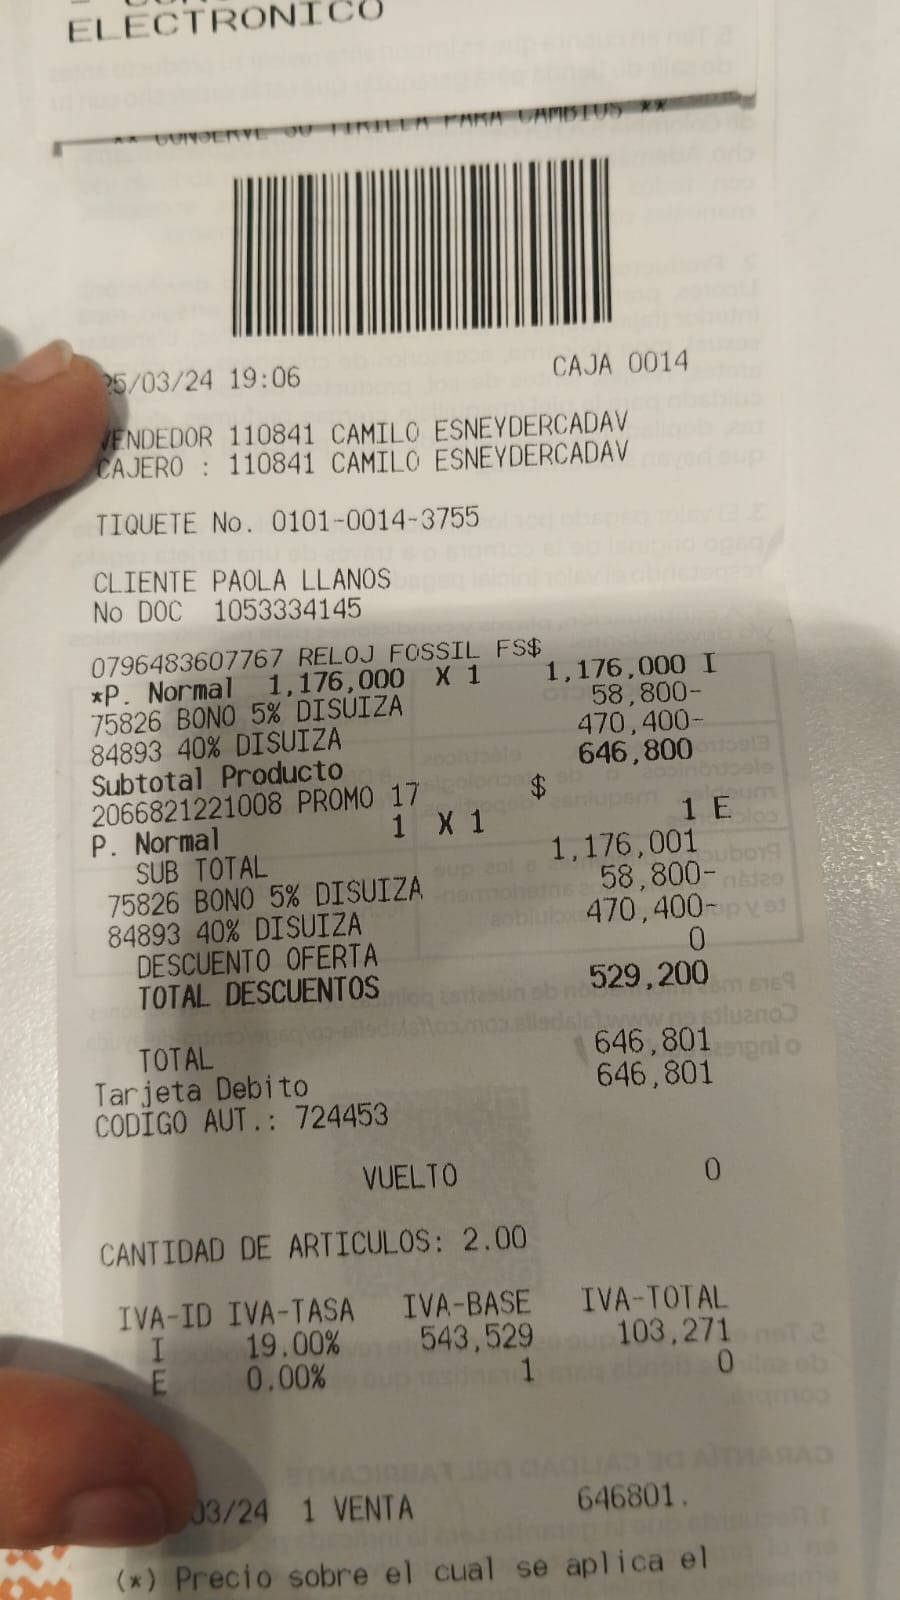 ELECTRONICO
** CONSERVE SU TIRILLA PARA CAMBIOS **
25/03/24 19:06 CAJA 0014
VENDEDOR 110841 CAMILO ESNEYDERCADAV
CAJERO : 110841 CAMILO ESNEYDERCADAV
TIQUETE No. 0101-0014-3755
CLIENTE PAOLA LLANOS
No DOC 1053334145
0796483607767 RELOJ FOSSIL FS$
*P. Normal 1,176,000 X 1 1,176,000 I
75826 BONO 5% DISUIZA 58,800-
84893 40% DISUIZA 470,400-
Subtotal Producto 646,800
2066821221008 PROMO 17 $
P. Normal 1 X 1 1 E
SUB TOTAL 1,176,001
75826 BONO 5% DISUIZA 58,800-
84893 40% DISUIZA 470,400-
DESCUENTO OFERTA 0
TOTAL DESCUENTOS 529,200
TOTAL 646,801
Tarjeta Debito 646,801
CODIGO AUT.: 724453
VUELTO 0
CANTIDAD DE ARTICULOS: 2.00
IVA-ID IVA-TASA IVA-BASE IVA-TOTAL
I 19.00% 543,529 103,271
E 0.00% 1 0
03/24 1 VENTA 646801.
(*) Precio sobre el cual se aplica el